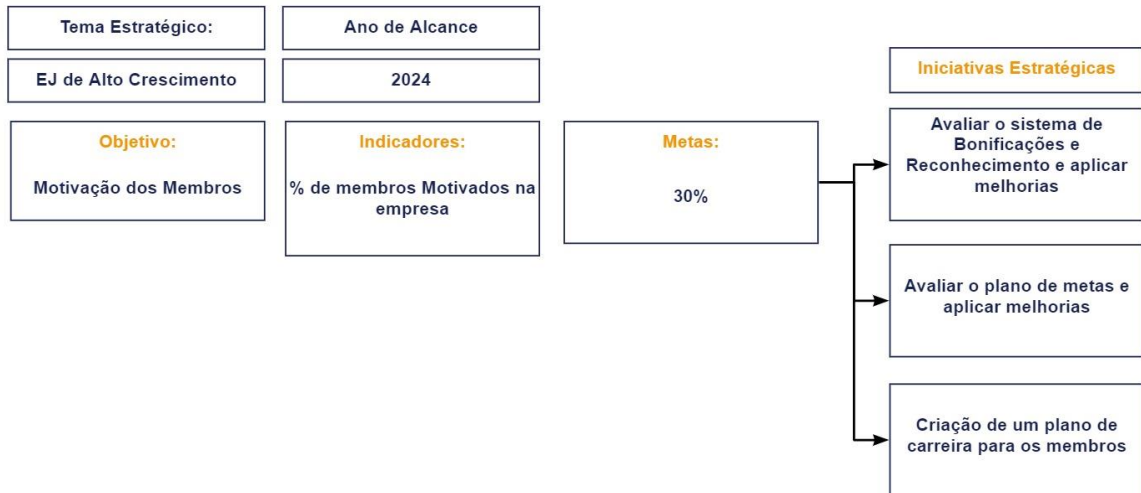 Tema Estratégico:
Ano de Alcance
EJ de Alto Crescimento
2024
Objetivo:
Motivação dos Membros
Indicadores:
% de membros Motivados na
empresa
Metas:
30%
Iniciativas Estratégicas
Avaliar o sistema de
Bonificações e
Reconhecimento e aplicar
melhorias
Avaliar o plano de metas e
aplicar melhorias
Criação de um plano de
carreira para os membros